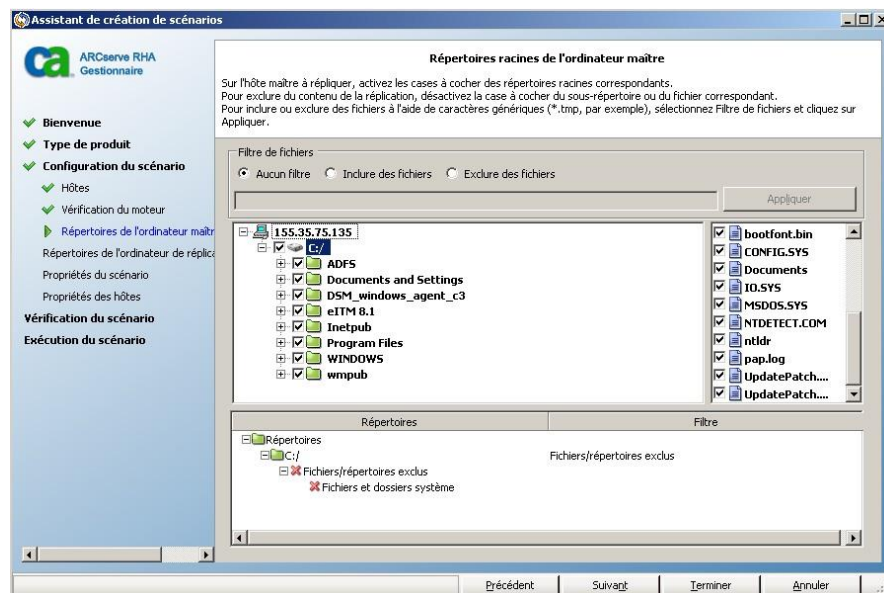 Assistant de création de scénarios
ca
ARCserve RHA
Gestionnaire
Bienvenue
Type de produit
Configuration du scénario
Hôtes
Vérification du moteur
Répertoires de l'ordinateur maîtr
Répertoires de l'ordinateur de réplica
Propriétés du scénario
Propriétés des hôtes
Vérification du scénario
Exécution du scénario
Répertoires racines de l'ordinateur maître
Sur l'hôte maître à répliquer, activez les cases à cocher des répertoires racines correspondants.
Pour exclure du contenu de la réplication, désactivez la case à cocher du sous-répertoire ou du fichier correspondant.
Pour inclure ou exclure des fichiers à l'aide de caractères génériques (*.tmp, par exemple), sélectionnez Filtre de fichiers et cliquez sur
Appliquer.
Filtre de fichiers
Aucun filtre Inclure des fichiers Exclure des fichiers
Appliquer
155.35.75.135
C:/
ADFS
Documents and Settings
DSM_windows_agent_c3
eITM 8.1
Inetpub
Program Files
WINDOWS
wmpub
bootfont.bin
CONFIG.SYS
Documents
IO.SYS
MSDOS.SYS
NTDETECT.COM
ntldr
pap.log
UpdatePatch....
UpdatePatch....
Répertoires Filtre
Répertoires
C:/ Fichiers/répertoires exclus
Fichiers/répertoires exclus
Fichiers et dossiers système
Précédent Suivant Terminer Annuler